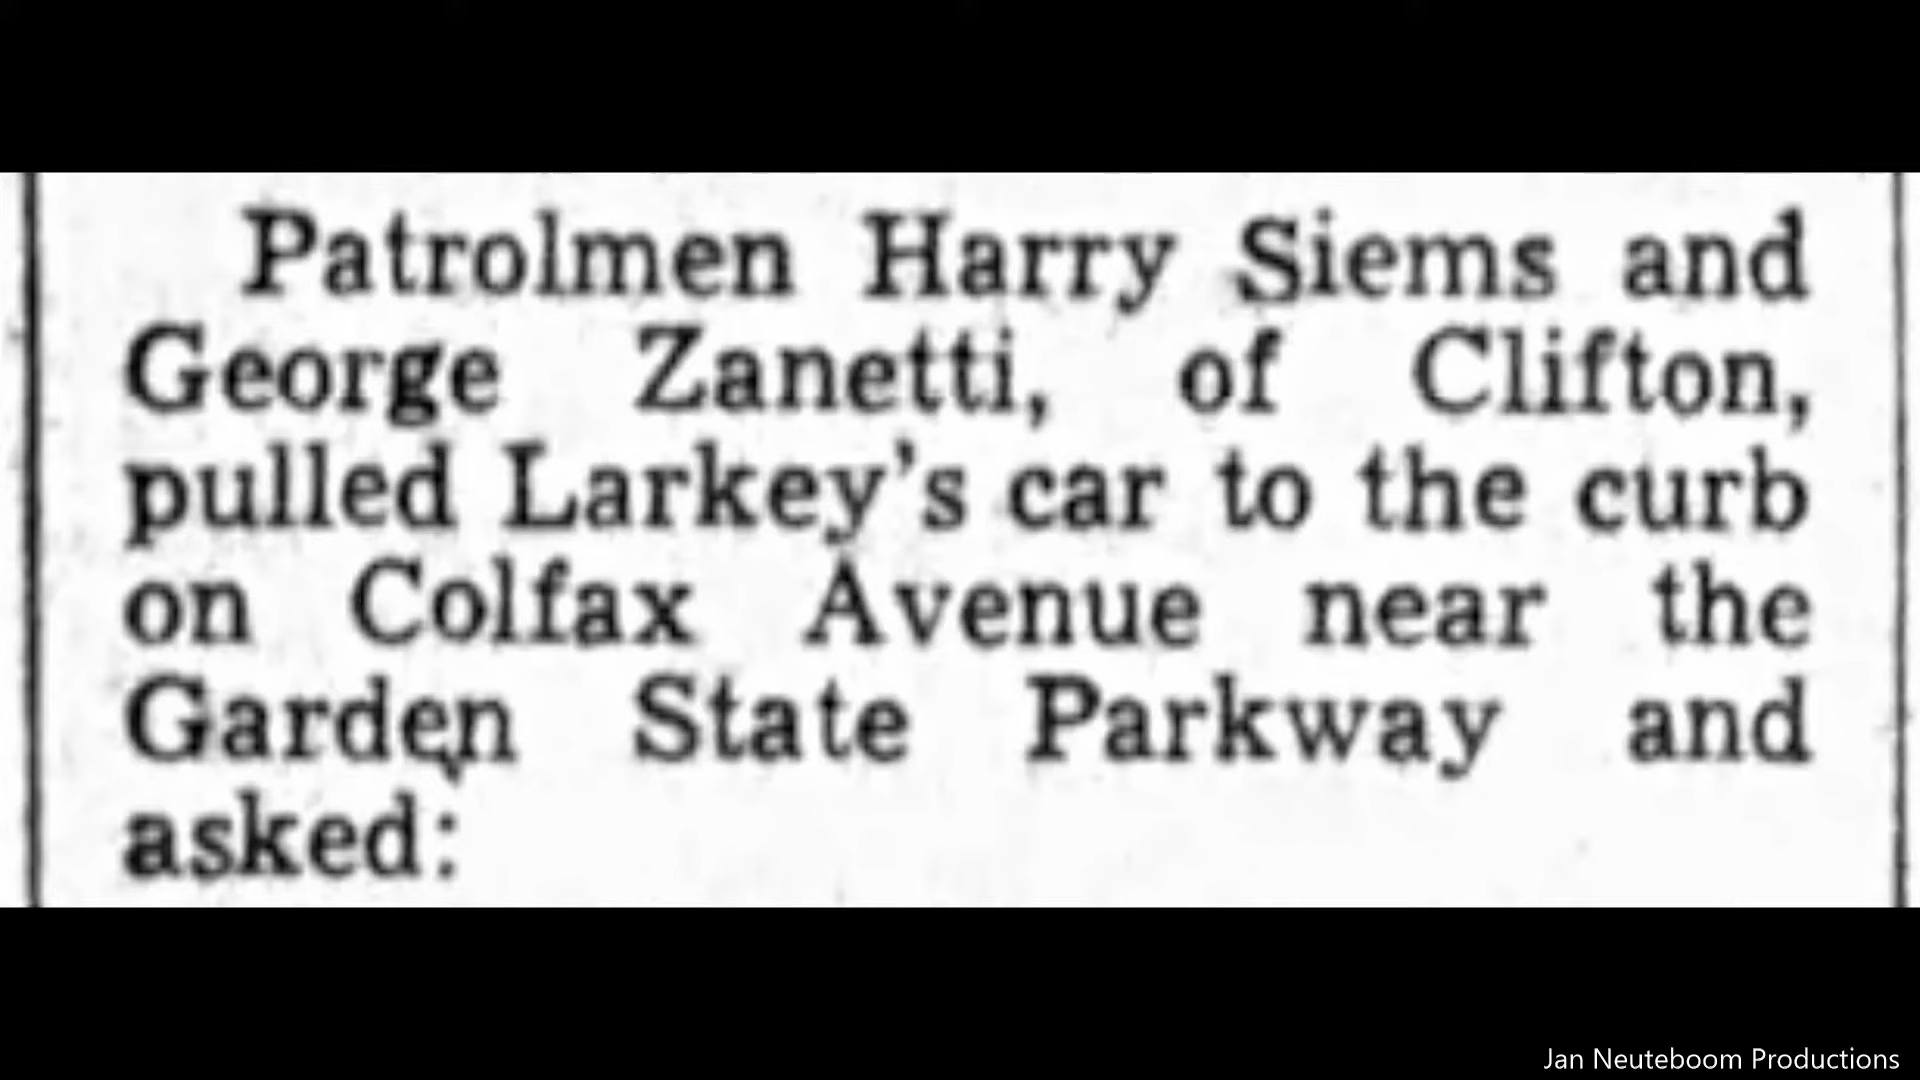 Patrolmen Harry Siems and
George Zanetti, of Clifton,
pulled Larkey's car to the curb
on Colfax Avenue near the
Garden State Parkway and
asked:
Jan Neuteboom Productions